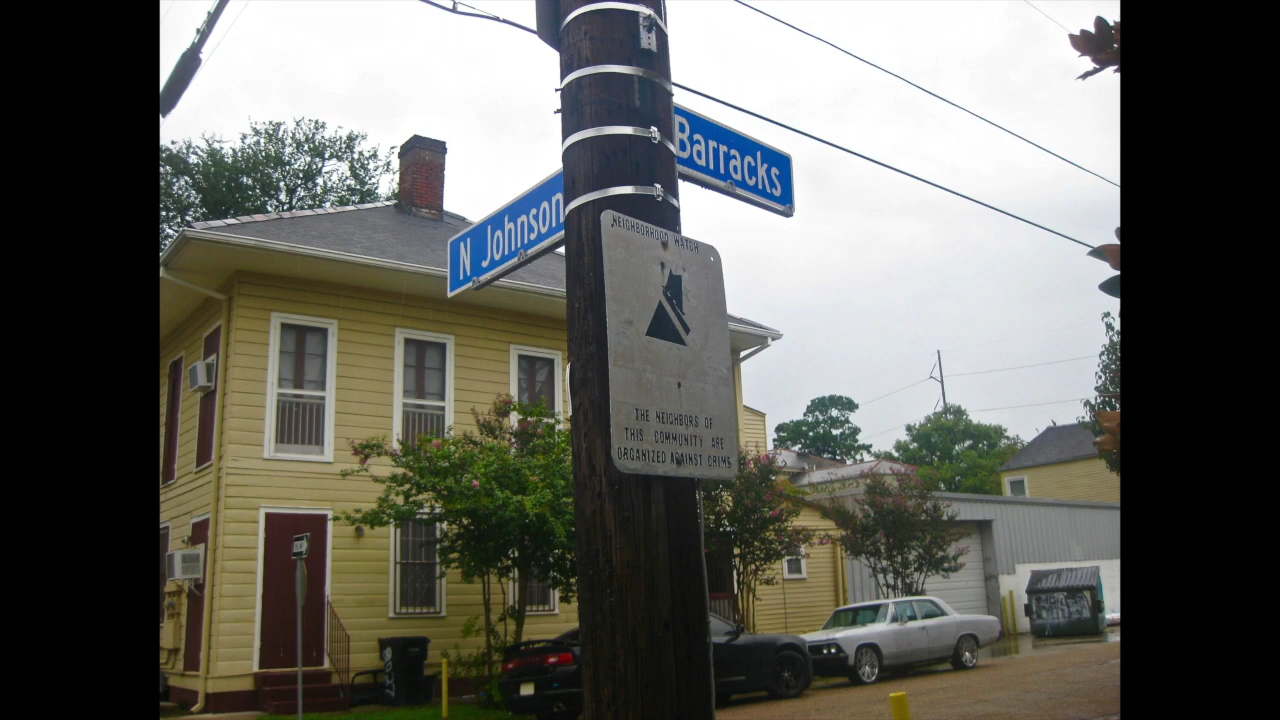 Barracks
N Johnson
NEIGHBORHOOD WATCH
THE NEIGHBORS OF
THIS COMMUNITY ARE
ORGANIZED AGAINST CRIME